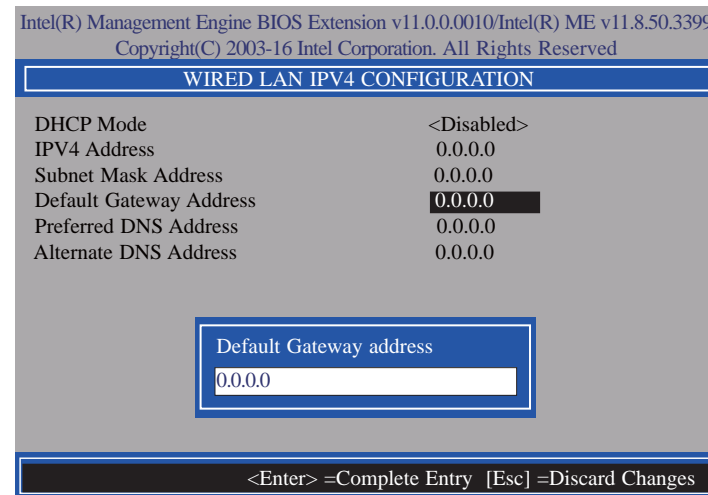 Intel(R) Management Engine BIOS Extension v11.0.0.0010/Intel(R) ME v11.8.50.3399
Copyright(C) 2003-16 Intel Corporation. All Rights Reserved
WIRED LAN IPV4 CONFIGURATION
DHCP Mode <Disabled>
IPV4 Address 0.0.0.0
Subnet Mask Address 0.0.0.0
Default Gateway Address 0.0.0.0
Preferred DNS Address 0.0.0.0
Alternate DNS Address 0.0.0.0
Default Gateway address
0.0.0.0
<Enter> =Complete Entry [Esc] =Discard Changes